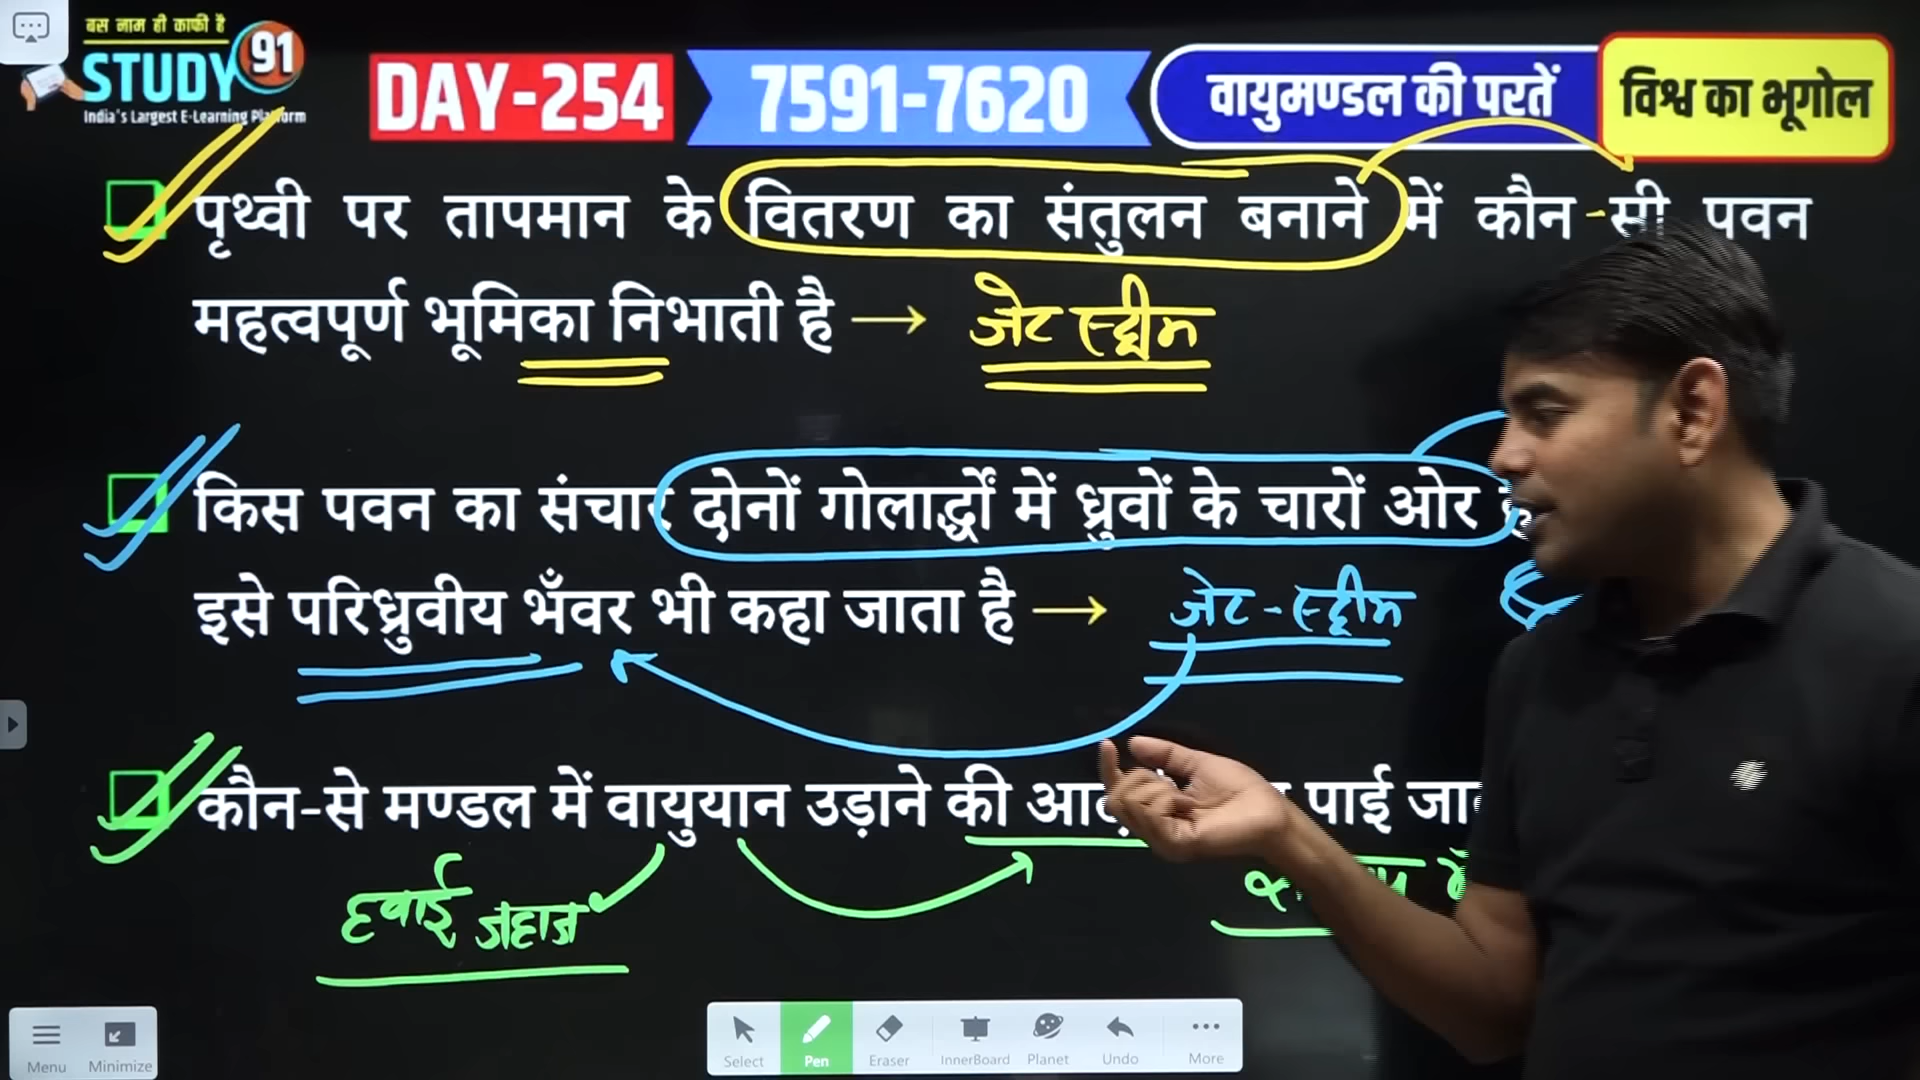 बस नाम ही काफी है
STUDY 91
India's Largest E-Learning Platform
DAY-254
7591-7620
वायुमण्डल की परतें
विश्व का भूगोल
पृथ्वी पर तापमान के वितरण का संतुलन बनाने में कौन-सी पवन
महत्वपूर्ण भूमिका निभाती है → जेट स्ट्रीम
किस पवन का संचार दोनों गोलार्द्धों में ध्रुवों के चारों ओर
इसे परिध्रुवीय भँवर भी कहा जाता है → जेट-स्ट्रीम
कौन-से मण्डल में वायुयान उड़ाने की पाई
हवाई जहाज
Menu
Minimize
Select
Pen
Eraser
InnerBoard
Planet
Undo
More